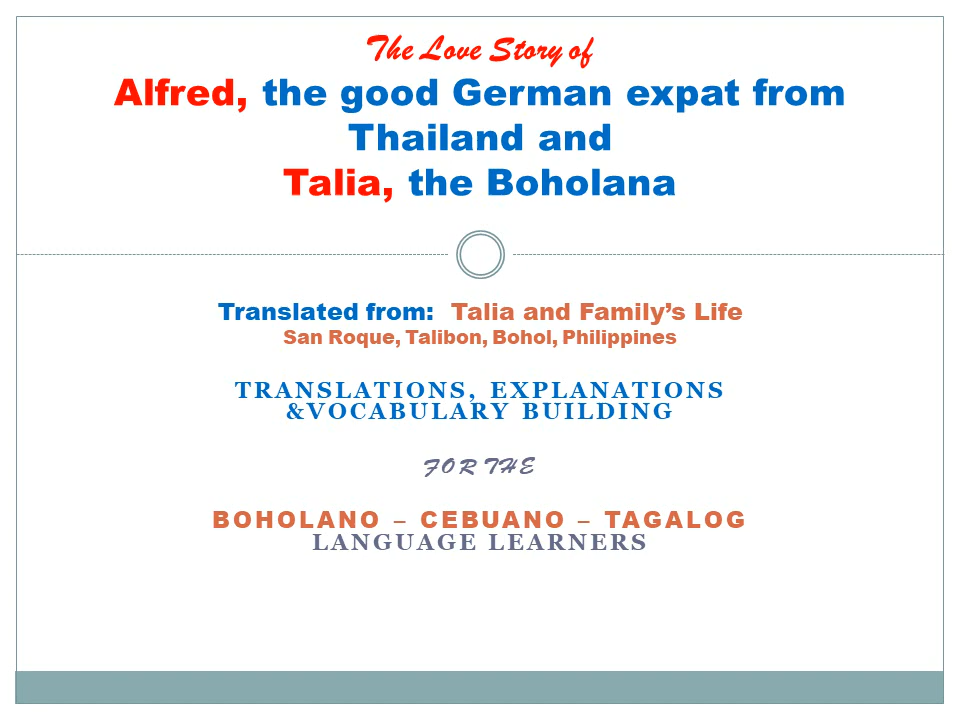 The Love Story of
Alfred, the good German expat from
Thailand and
Talia, the Boholana
Translated from: Talia and Family’s Life
San Roque, Talibon, Bohol, Philippines
TRANSLATIONS, EXPLANATIONS
&VOCABULARY BUILDING
FOR THE
BOHOLANO – CEBUANO – TAGALOG
LANGUAGE LEARNERS